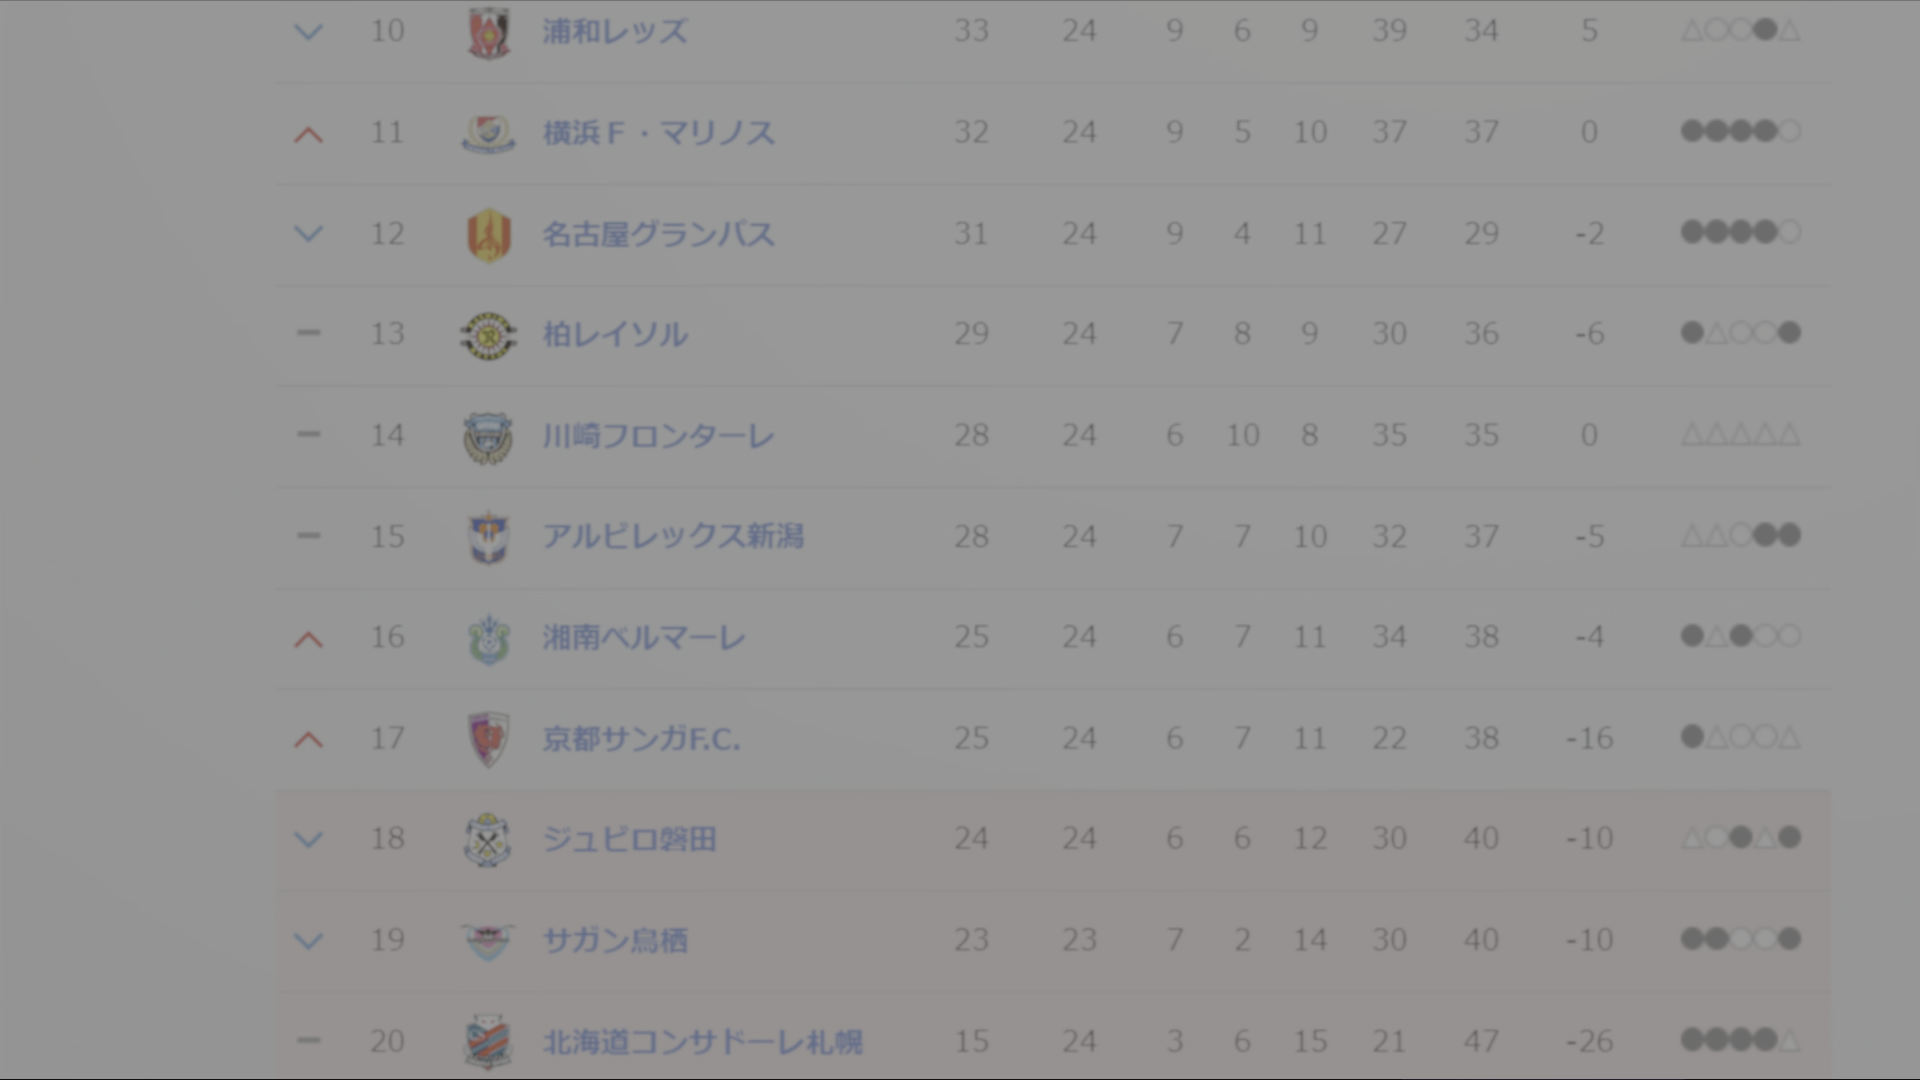 10 浦和レッズ 33 24 9 6 9 39 34 5 △○○●△
11 横浜F・マリノス 32 24 9 5 10 37 37 0 ●●●●○
12 名古屋グランパス 31 24 9 4 11 27 29 -2 ●●●●○
13 柏レイソル 29 24 7 8 9 30 36 -6 ●△○○●
14 川崎フロンターレ 28 24 6 10 8 35 35 0 △△△△△
15 アルビレックス新潟 28 24 7 7 10 32 37 -5 △△○●●
16 湘南ベルマーレ 25 24 6 7 11 34 38 -4 ●△●○○
17 京都サンガF.C. 25 24 6 7 11 22 38 -16 ●△○○△
18 ジュビロ磐田 24 24 6 6 12 30 40 -10 △○●△●
19 サガン鳥栖 23 23 7 2 14 30 40 -10 ●●○○●
20 北海道コンサドーレ札幌 15 24 3 6 15 21 47 -26 ●●●●△